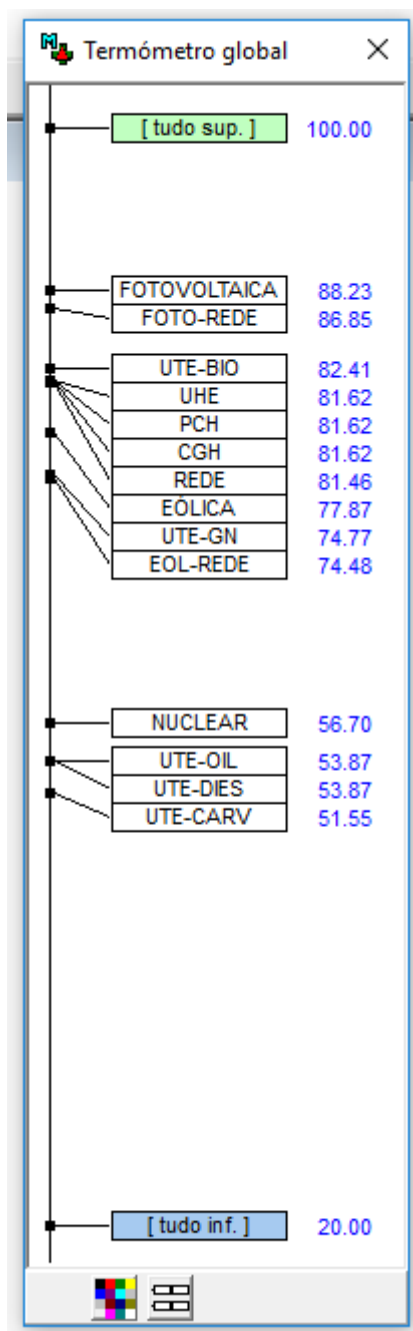 Termómetro global
[ tudo sup. ] 100.00
FOTOVOLTAICA 88.23
FOTO-REDE 86.85
UTE-BIO 82.41
UHE 81.62
PCH 81.62
CGH 81.62
REDE 81.46
EÓLICA 77.87
UTE-GN 74.77
EOL-REDE 74.48
NUCLEAR 56.70
UTE-OIL 53.87
UTE-DIES 53.87
UTE-CARV 51.55
[ tudo inf. ] 20.00